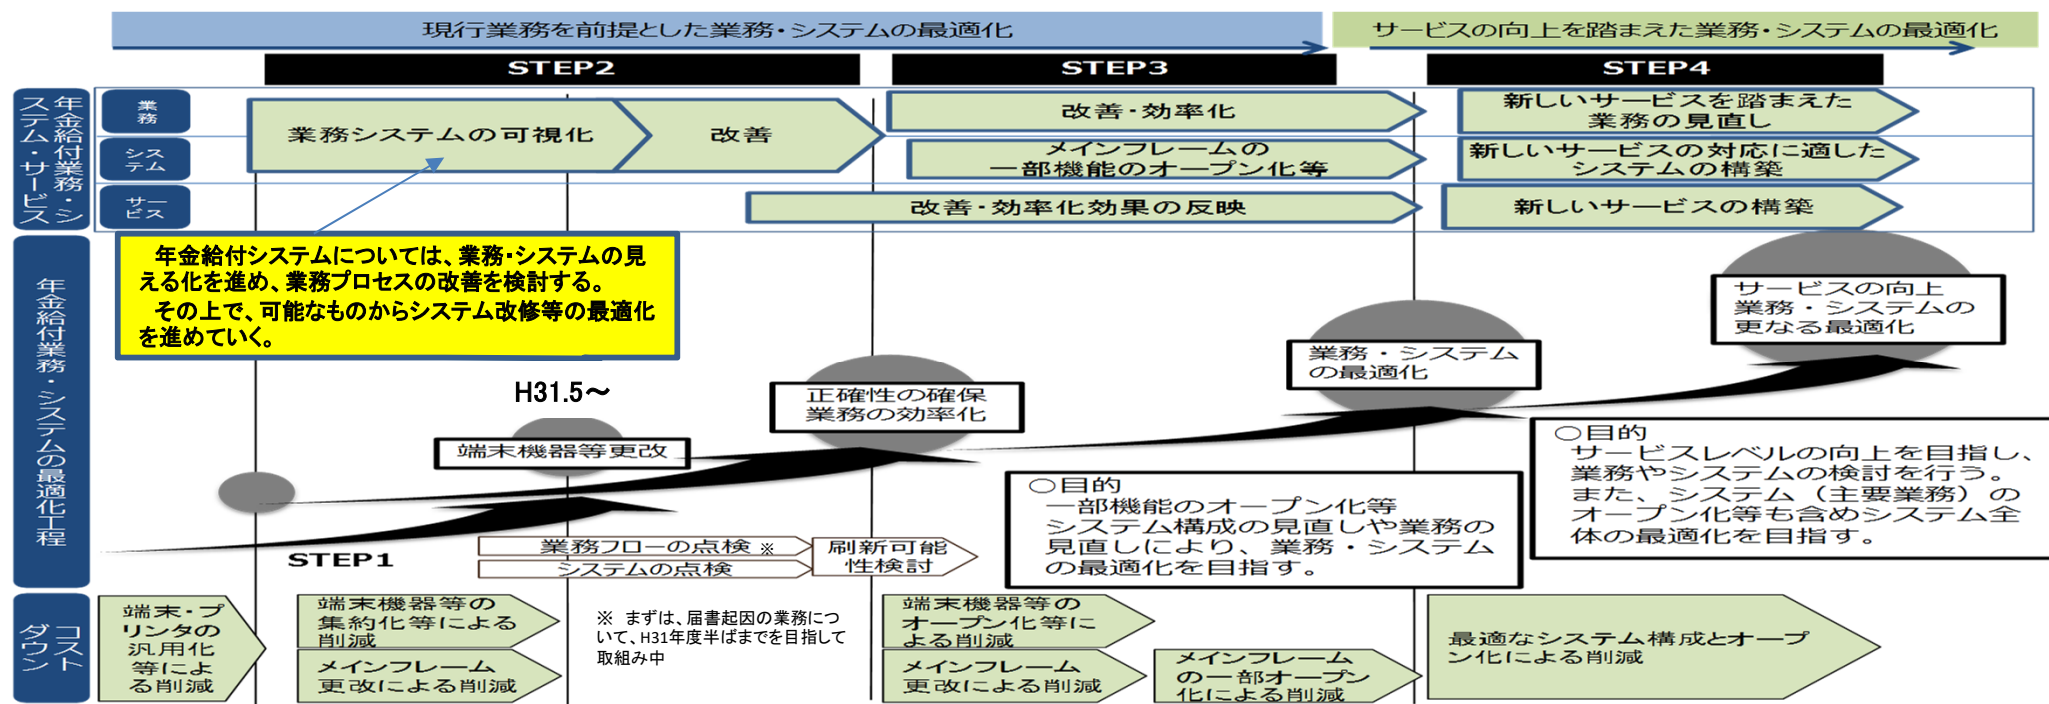 現行業務を前提とした業務・システムの最適化
サービスの向上を踏まえた業務・システムの最適化
STEP2
STEP3
STEP4
年金給付業務・シ
ステム・サービス
業
務
シス
テム
サー
ビス
業務システムの可視化
改善
改善・効率化
メインフレームの
一部機能のオープン化等
改善・効率化効果の反映
新しいサービスを踏まえた
業務の見直し
新しいサービスの対応に適した
システムの構築
新しいサービスの構築
年金給付システムについては、業務・システムの見
える化を進め、業務プロセスの改善を検討する。
その上で、可能なものからシステム改修等の最適化
を進めていく。
年金給付業務・システムの最適化工程
H31.5～
端末機器等更改
正確性の確保
業務の効率化
業務・システム
の最適化
サービスの向上
業務・システムの
更なる最適化
STEP1
業務フローの点検 ※
システムの点検
刷新可能
性検討
○目的
一部機能のオープン化等
システム構成の見直しや業務の
見直しにより、業務・システム
の最適化を目指す。
○目的
サービスレベルの向上を目指し、
業務やシステムの検討を行う。
また、システム（主要業務）の
オープン化等も含めシステム全
体の最適化を目指す。
コスト
ダウン
端末・プ
リンタの
汎用化
等によ
る削減
端末機器等の
集約化等による
削減
メインフレーム
更改による削減
※ まずは、届書起因の業務につ
いて、H31年度半ばまでを目指して
取組み中
端末機器等の
オープン化等に
よる削減
メインフレーム
更改による削減
メインフレーム
の一部オープン
化による削減
最適なシステム構成とオープ
ン化による削減